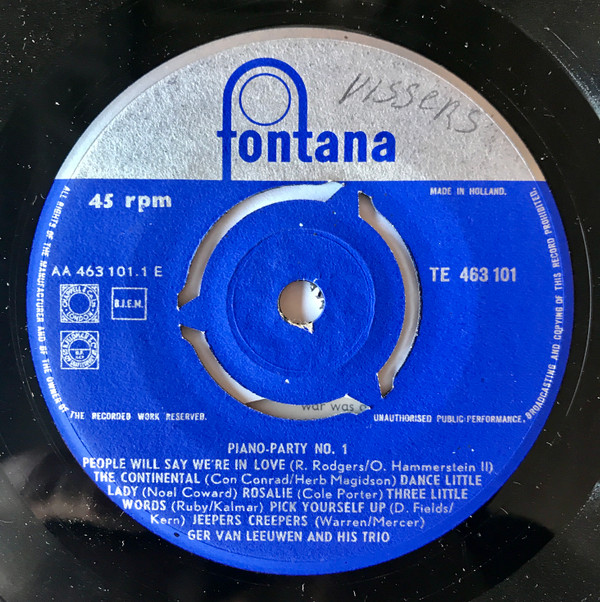 vissers
fontana
45 rpm
MADE IN HOLLAND.
AA 463 101.1 E
TE 463 101
B.I.E.M.
ALL RIGHTS OF THE MANUFACTURER AND OF THE OWNER OF THE RECORDED WORK RESERVED.
UNAUTHORISED PUBLIC PERFORMANCE, BROADCASTING AND COPYING OF THIS RECORD PROHIBITED.
war was
PIANO-PARTY NO. 1
PEOPLE WILL SAY WE'RE IN LOVE (R. Rodgers/O. Hammerstein II)
THE CONTINENTAL (Con Conrad/Herb Magidson) DANCE LITTLE
LADY (Noal Coward) ROSALIE (Cole Porter) THREE LITTLE
WORDS (Ruby/Kalmar) PICK YOURSELF UP (D. Fields/
Kern) JEEPERS CREEPERS (Warren/Mercer)
GER VAN LEEUWEN AND HIS TRIO